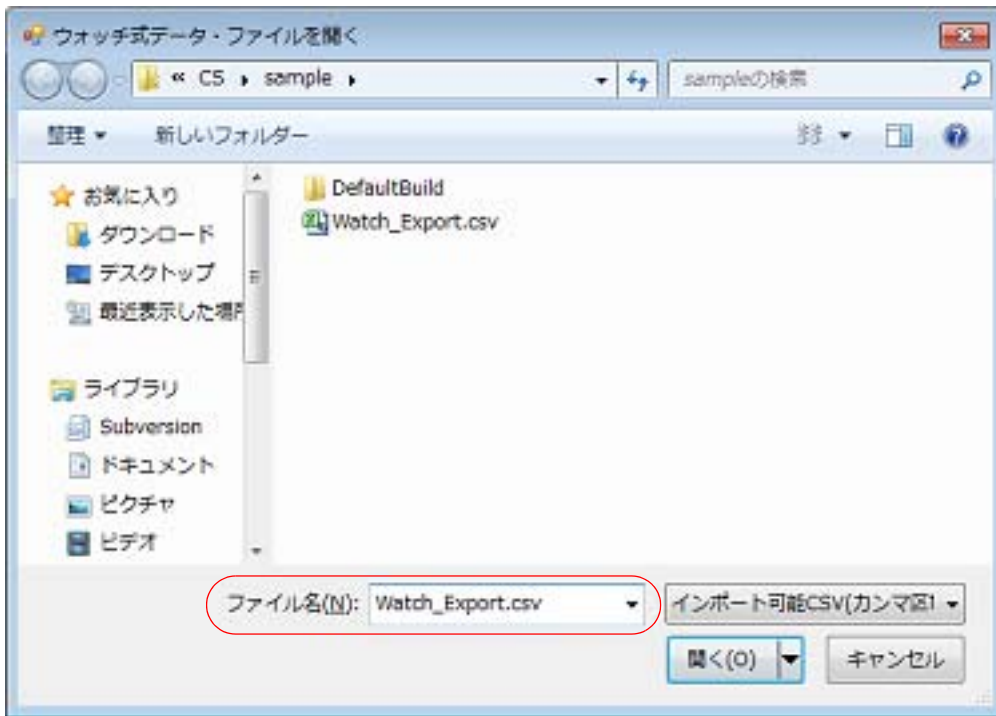 ウォッチ式データ・ファイルを開く
« CS ▸ sample ▸
sampleの検索
整理 ▼ 新しいフォルダー
お気に入り
ダウンロード
デスクトップ
最近表示した場所
ライブラリ
Subversion
ドキュメント
ピクチャ
ビデオ
DefaultBuild
Watch_Export.csv
ファイル名(N): Watch_Export.csv
インポート可能CSV(カンマ区
開く(O)
キャンセル